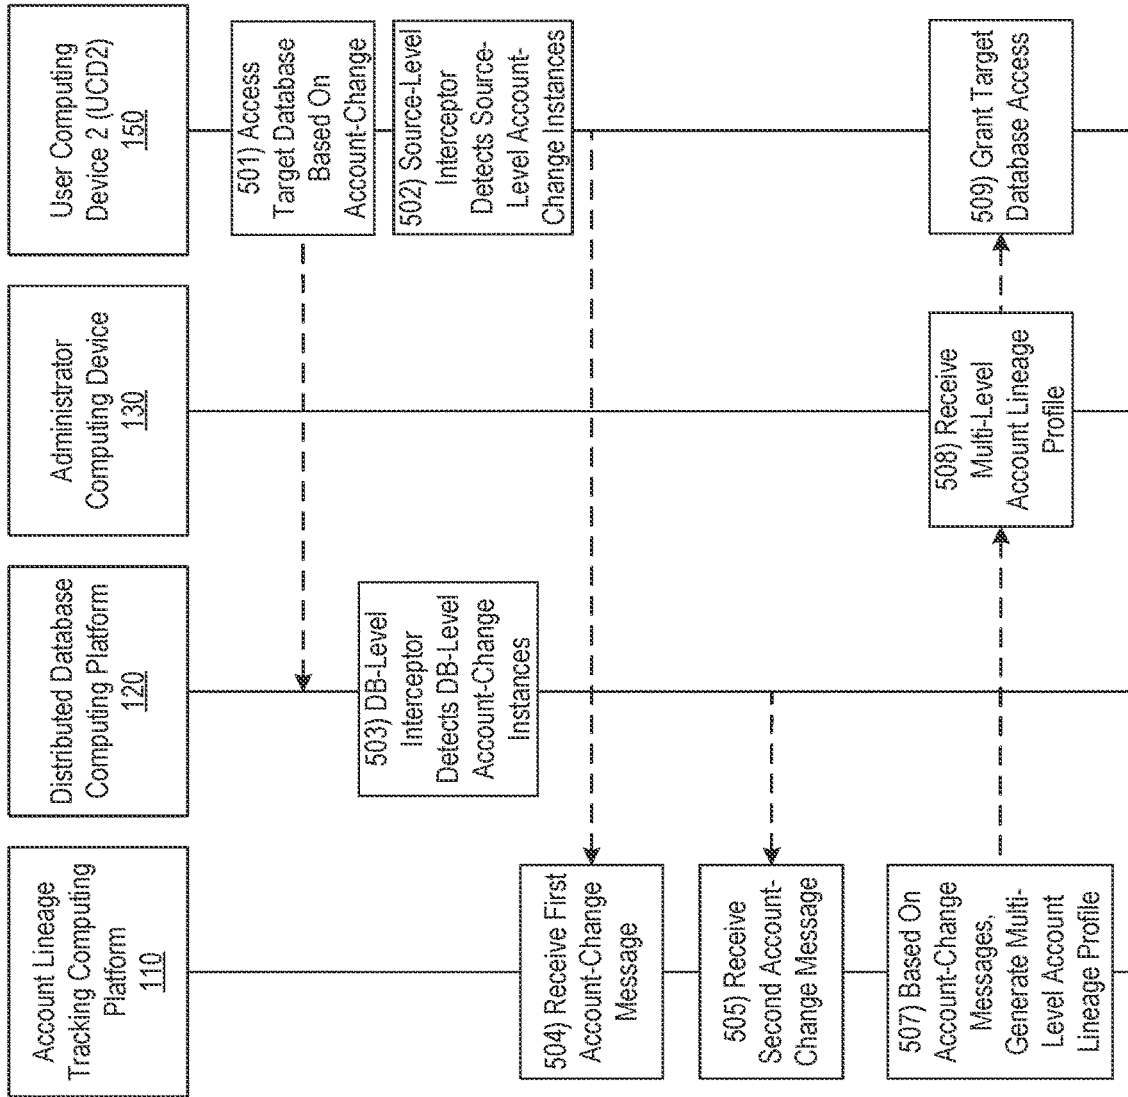 Account Lineage
Tracking Computing
Platform
110
Distributed Database
Computing Platform
120
Administrator
Computing Device
130
User Computing
Device 2 (UCD2)
150
501) Access
Target Database
Based On
Account-Change
502) Source-Level
Interceptor
Detects Source-
Level Account-
Change Instances
503) DB-Level
Interceptor
Detects DB-Level
Account-Change
Instances
504) Receive First
Account-Change
Message
505) Receive
Second Account-
Change Message
507) Based On
Account-Change
Messages,
Generate Multi-
Level Account
Lineage Profile
508) Receive
Multi-Level
Account Lineage
Profile
509) Grant Target
Database Access